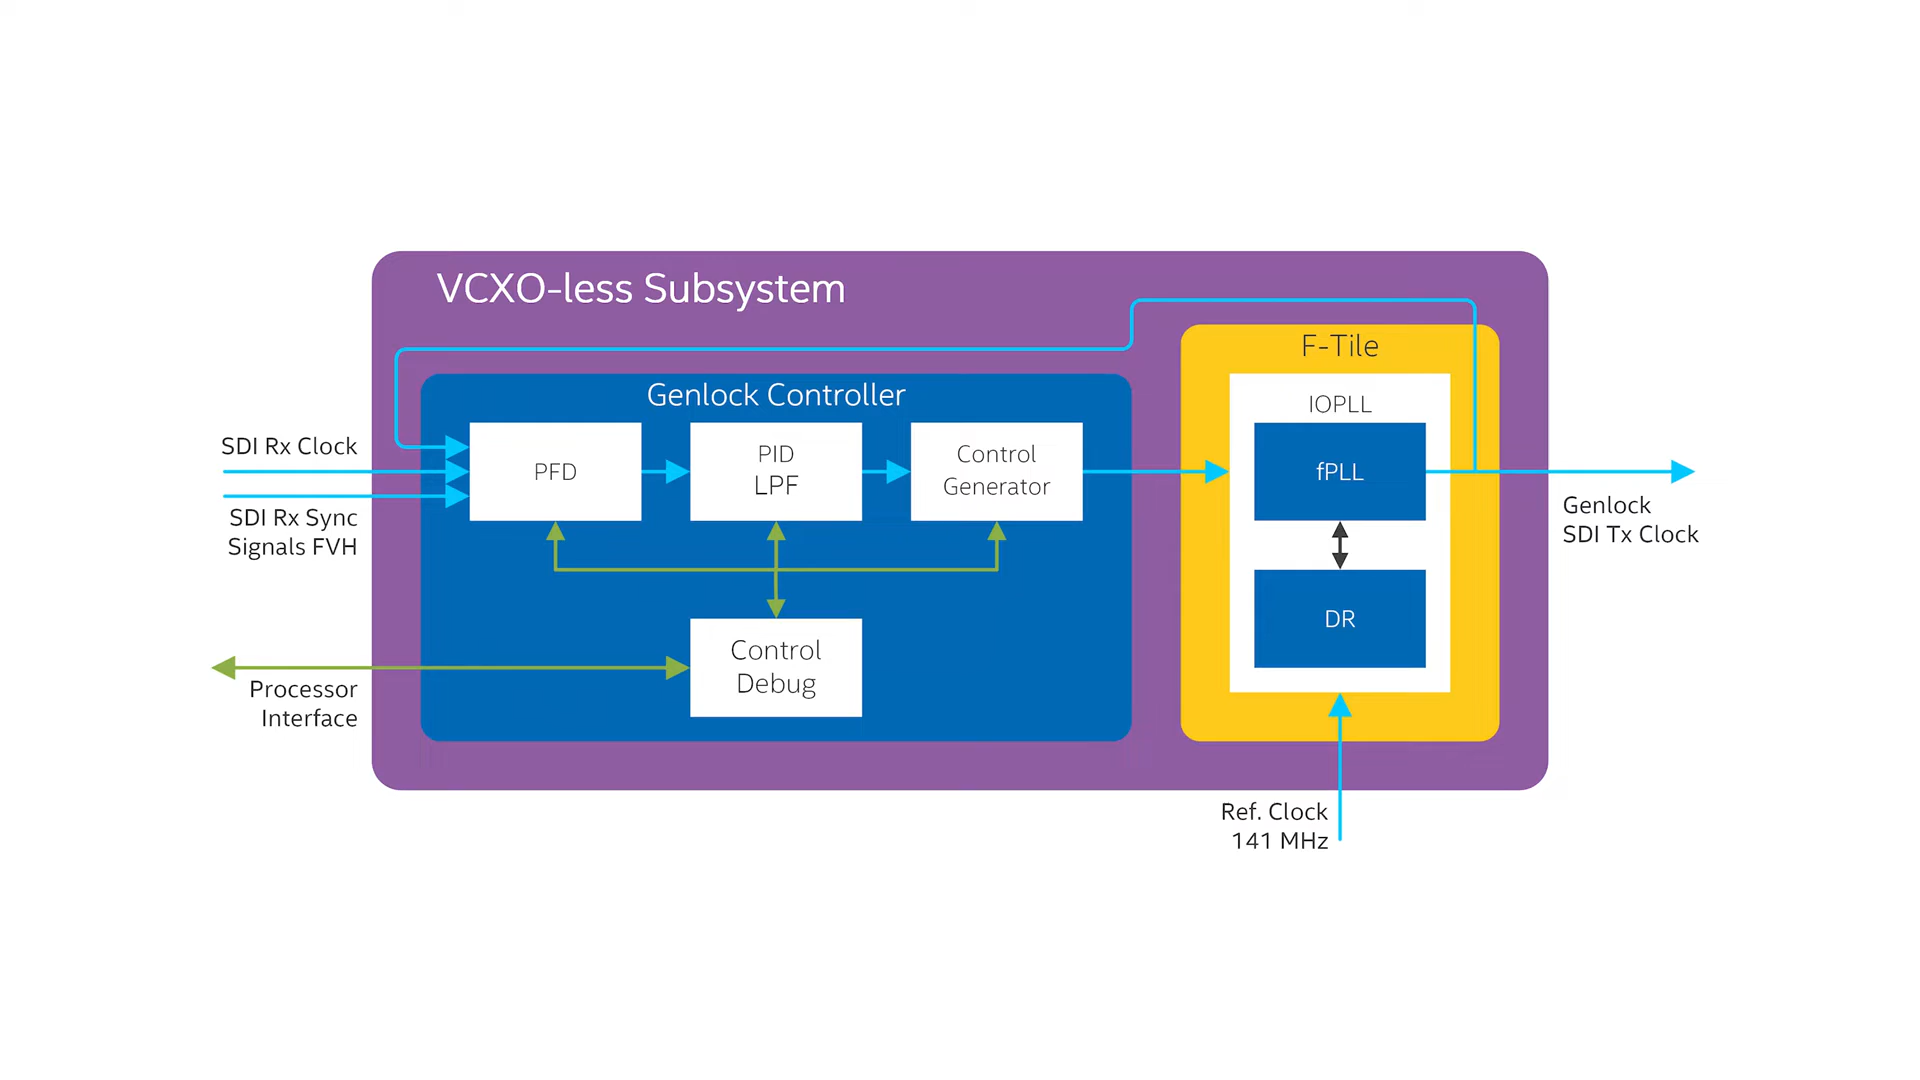 VCXO-less Subsystem
F-Tile
Genlock Controller
IOPLL
SDI Rx Clock
PFD
PID
LPF
Control
Generator
fPLL
SDI Rx Sync
Signals FVH
Genlock
SDI Tx Clock
DR
Control
Debug
Processor
Interface
Ref. Clock
141 MHz